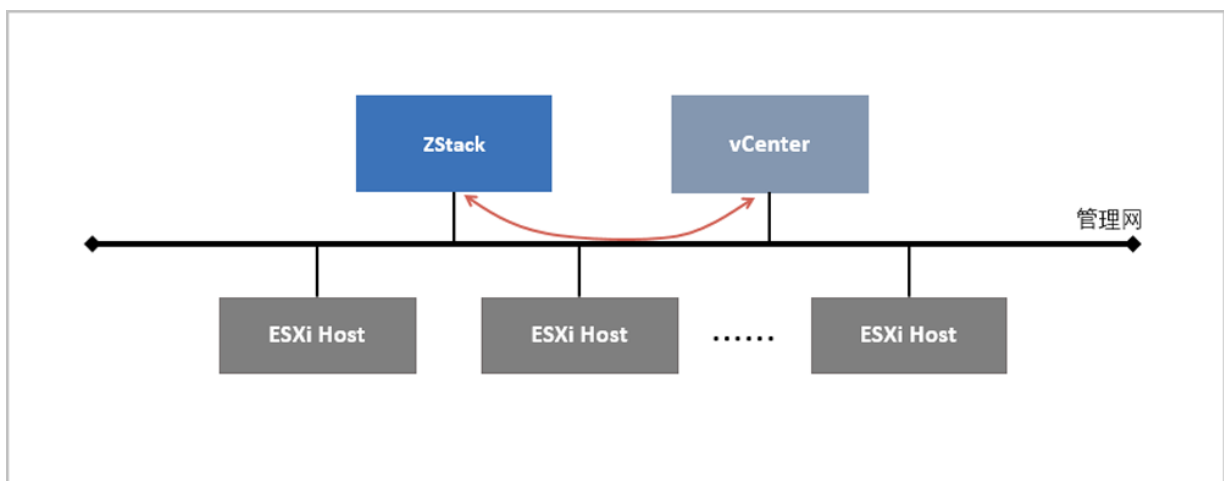 ZStack
vCenter
管理网
ESXi Host
ESXi Host
......
ESXi Host